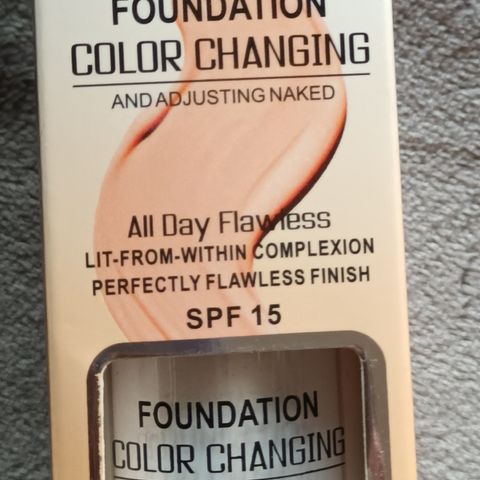 FOUNDATION
COLOR CHANGING
AND ADJUSTING NAKED
All Day Flawless
LIT-FROM-WITHIN COMPLEXION
PERFECTLY FLAWLESS FINISH
SPF 15
FOUNDATION
COLOR CHANGING